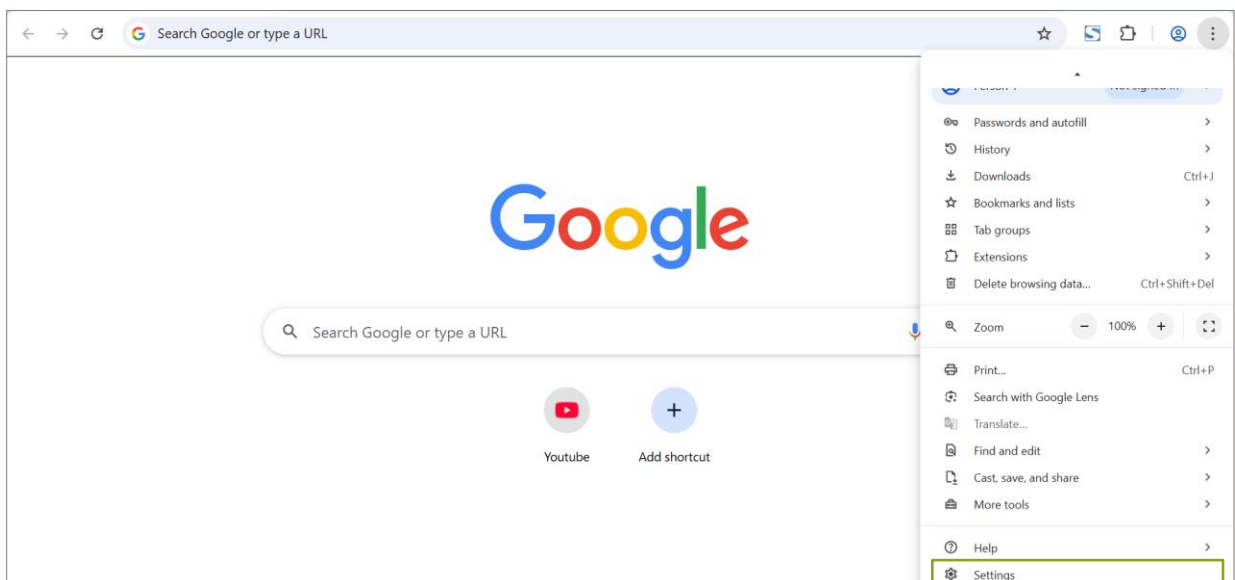 Search Google or type a URL
Passwords and autofill
History
Downloads Ctrl+J
Bookmarks and lists
Tab groups
Extensions
Delete browsing data... Ctrl+Shift+Del
Google
Search Google or type a URL
Zoom - 100% +
Print... Ctrl+P
Search with Google Lens
Translate...
Find and edit
Youtube Add shortcut
Cast, save, and share
More tools
Help
Settings